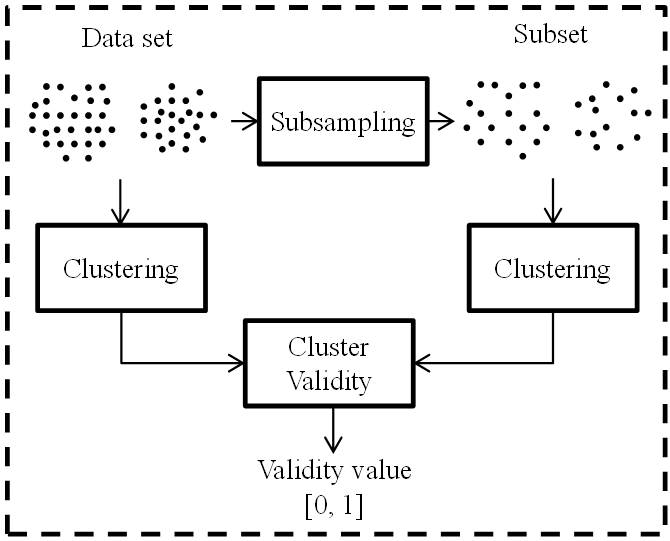 Data set
Subset
Subsampling
Clustering
Clustering
Cluster
Validity
Validity value
[0, 1]